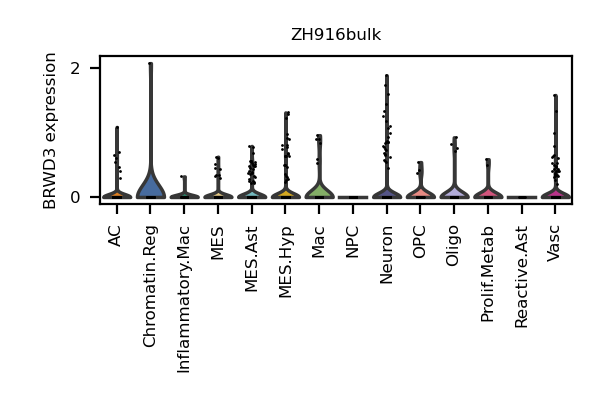 ZH916bulk
BRWD3 expression
2
0
AC
Chromatin.Reg
Inflammatory.Mac
MES
MES.Ast
MES.Hyp
Mac
NPC
Neuron
OPC
Oligo
Prolif.Metab
Reactive.Ast
Vasc